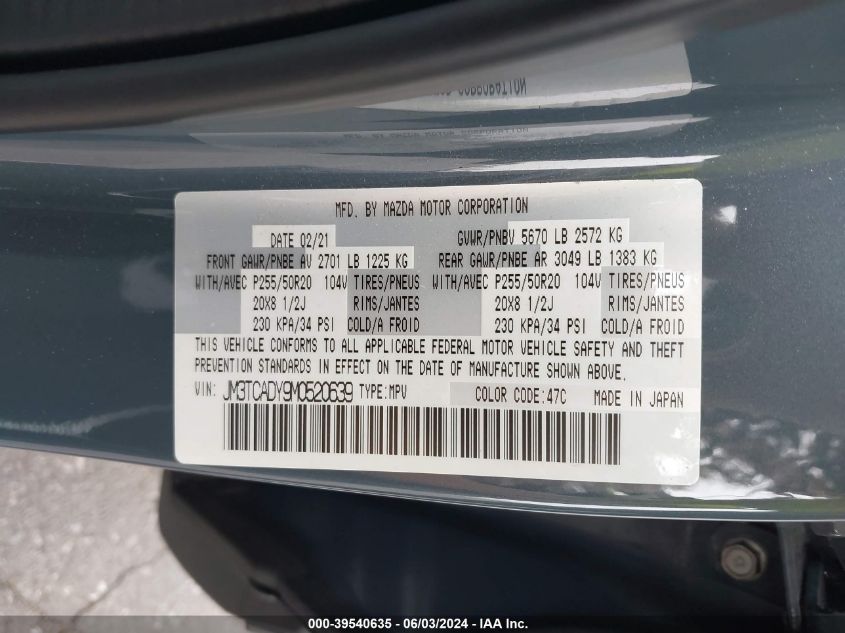 MFD. BY MAZDA MOTOR CORPORATION
DATE 02/21 GVWR/PNBV 5670 LB 2572 KG
FRONT GAWR/PNBE AV 2701 LB 1225 KG REAR GAWR/PNBE AR 3049 LB 1383 KG
WITH/AVEC P255/50R20 104V TIRES/PNEUS WITH/AVEC P255/50R20 104V TIRES/PNEUS
20X8 1/2J RIMS/JANTES 20X8 1/2J RIMS/JANTES
230 KPA/34 PSI COLD/A FROID 230 KPA/34 PSI COLD/A FROID
THIS VEHICLE CONFORMS TO ALL APPLICABLE FEDERAL MOTOR VEHICLE SAFETY AND THEFT
PREVENTION STANDARDS IN EFFECT ON THE DATE OF MANUFACTURE SHOWN ABOVE.
VIN: JM3TCADY9M0520639 TYPE:MPV COLOR CODE:47C MADE IN JAPAN
000-39540635 - 06/03/2024 - IAA Inc.